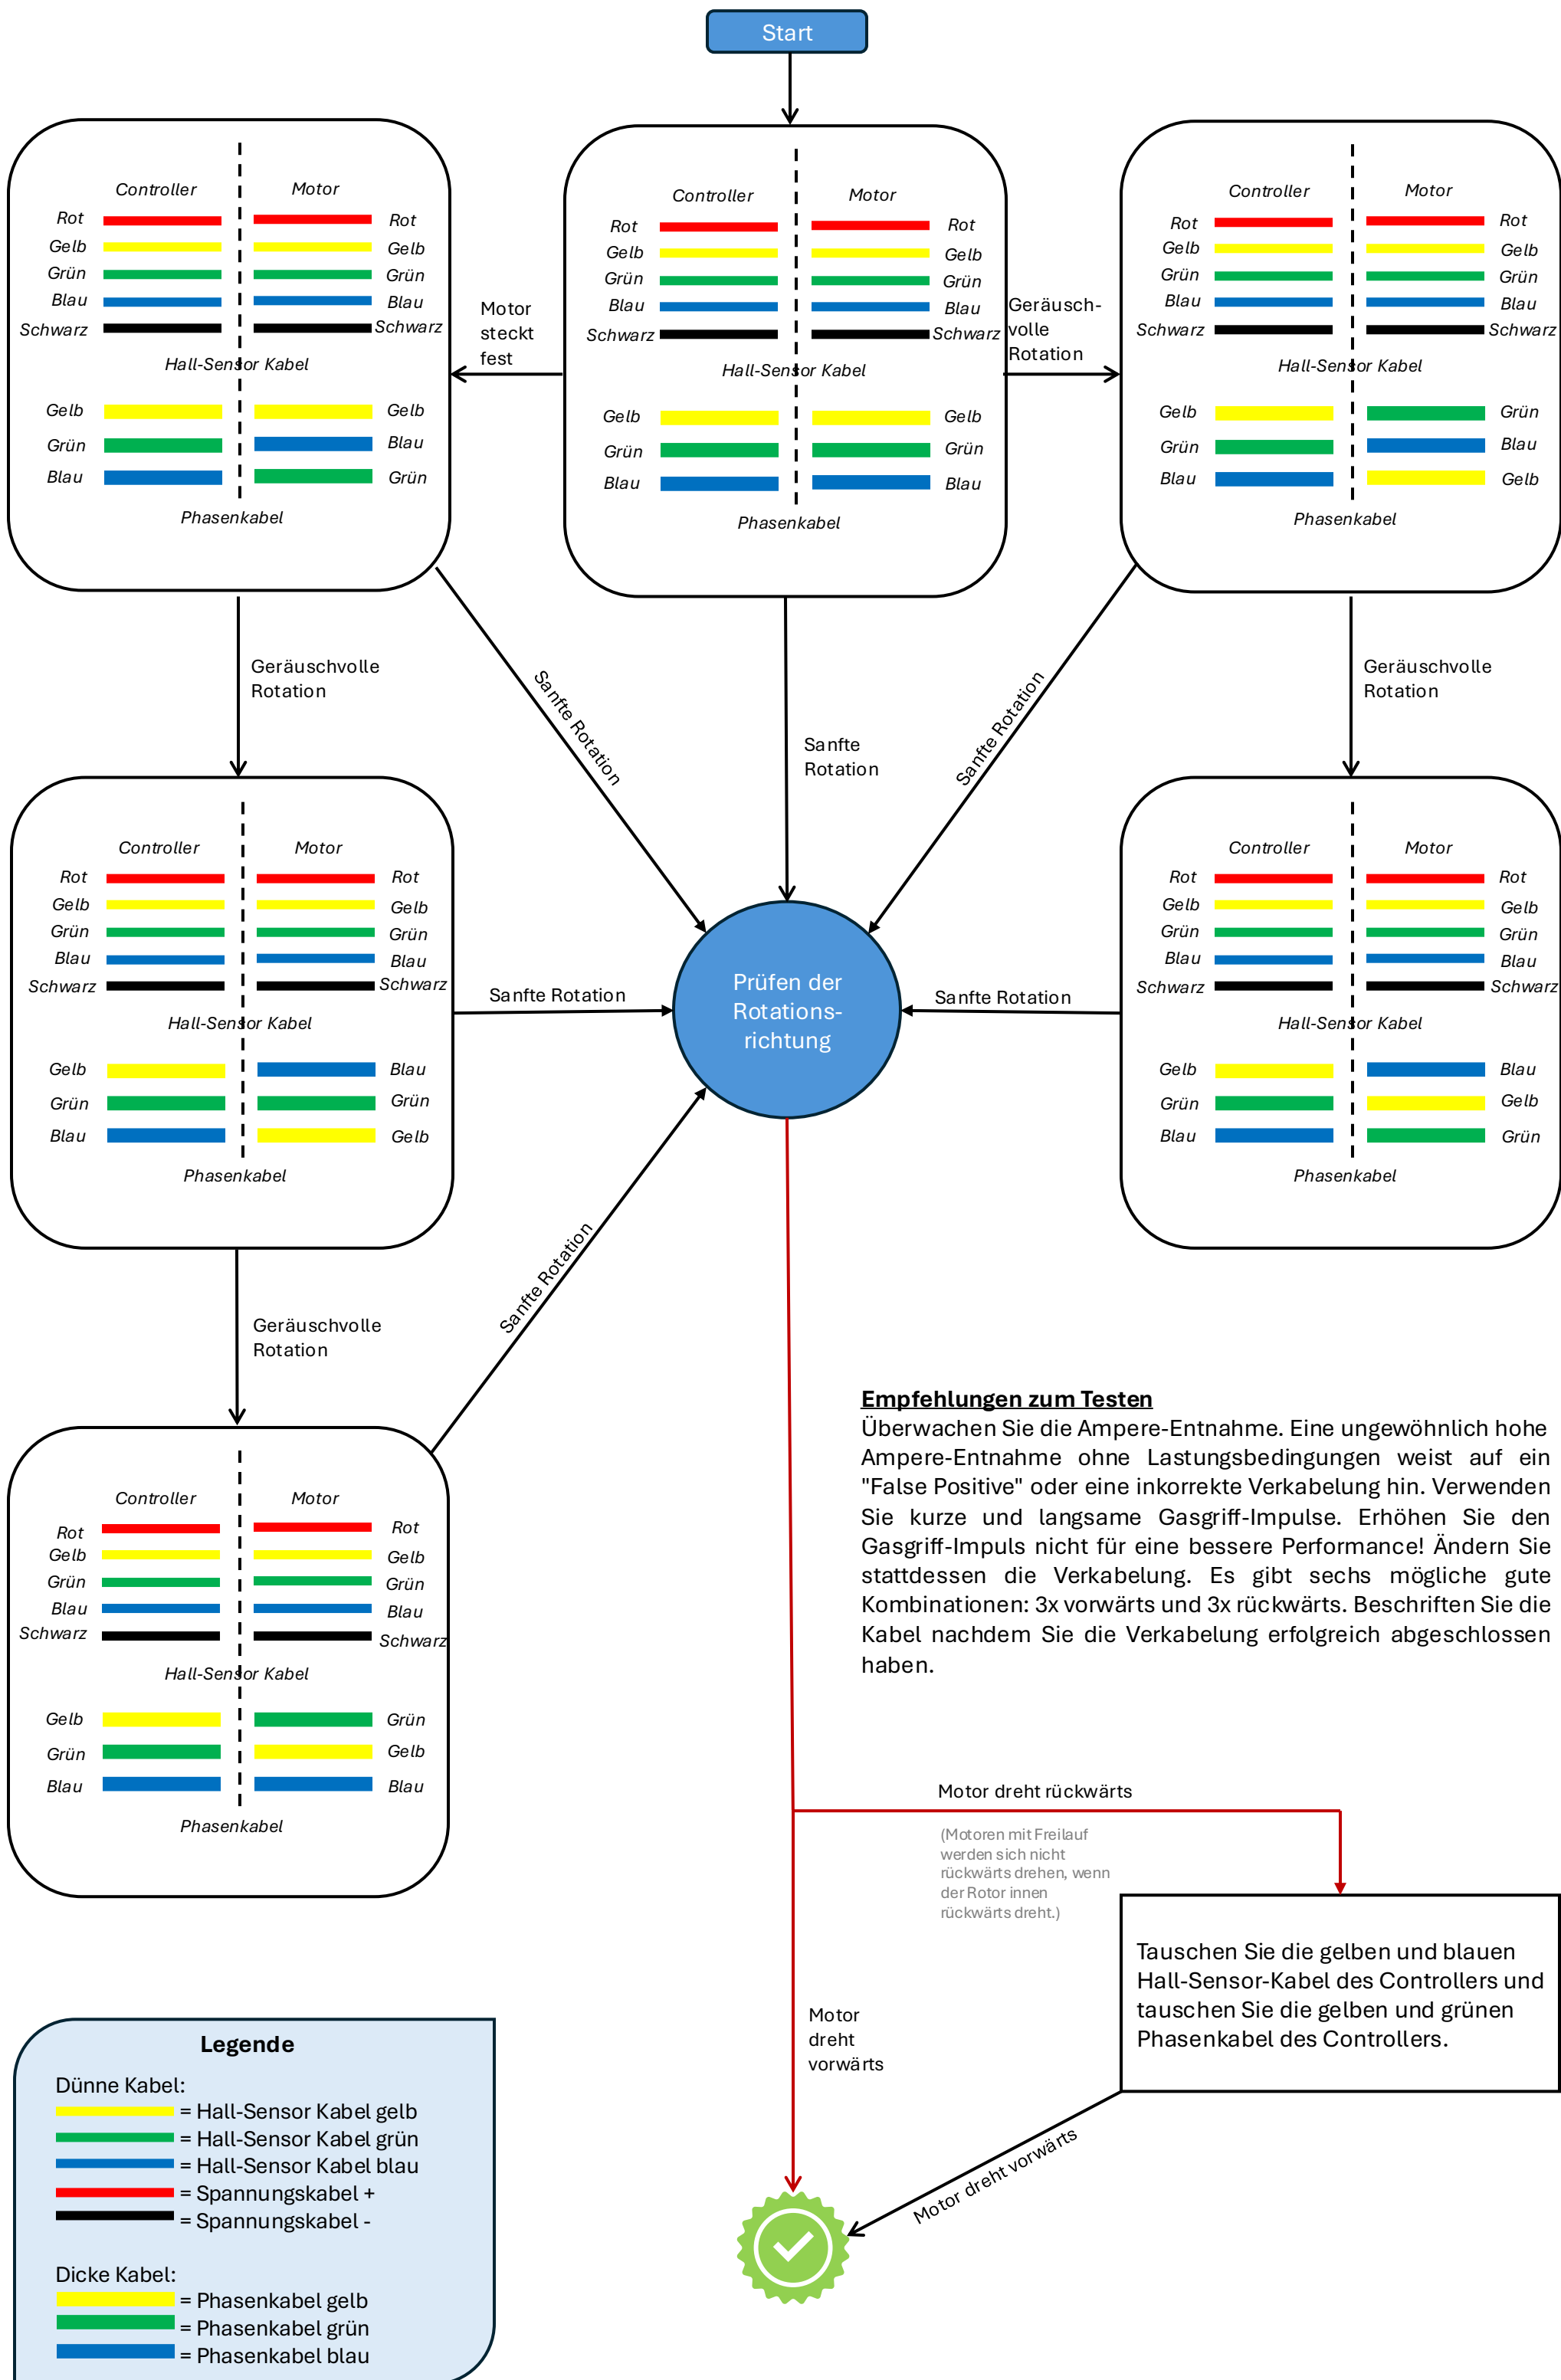 Start
Controller Motor
Rot Rot
Gelb Gelb
Grün Grün
Blau Blau
Schwarz Schwarz
Hall-Sensor Kabel
Gelb Gelb
Grün Blau
Blau Grün
Phasenkabel
Motor
steckt
fest
Controller Motor
Rot Rot
Gelb Gelb
Grün Grün
Blau Blau
Schwarz Schwarz
Hall-Sensor Kabel
Gelb Gelb
Grün Grün
Blau Blau
Phasenkabel
Geräusch-
volle
Rotation
Controller Motor
Rot Rot
Gelb Gelb
Grün Grün
Blau Blau
Schwarz Schwarz
Hall-Sensor Kabel
Gelb Grün
Grün Blau
Blau Gelb
Phasenkabel
Geräuschvolle
Rotation
Sanfte Rotation
Sanfte
Rotation
Sanfte Rotation
Geräuschvolle
Rotation
Controller Motor
Rot Rot
Gelb Gelb
Grün Grün
Blau Blau
Schwarz Schwarz
Hall-Sensor Kabel
Gelb Blau
Grün Grün
Blau Gelb
Phasenkabel
Sanfte Rotation
Prüfen der
Rotations-
richtung
Sanfte Rotation
Controller Motor
Rot Rot
Gelb Gelb
Grün Grün
Blau Blau
Schwarz Schwarz
Hall-Sensor Kabel
Gelb Blau
Grün Gelb
Blau Grün
Phasenkabel
Geräuschvolle
Rotation
Sanfte Rotation
Controller Motor
Rot Rot
Gelb Gelb
Grün Grün
Blau Blau
Schwarz Schwarz
Hall-Sensor Kabel
Gelb Grün
Grün Gelb
Blau Blau
Phasenkabel
Empfehlungen zum Testen
Überwachen Sie die Ampere-Entnahme. Eine ungewöhnlich hohe
Ampere-Entnahme ohne Lastungsbedingungen weist auf ein
"False Positive" oder eine inkorrekte Verkabelung hin. Verwenden
Sie kurze und langsame Gasgriff-Impulse. Erhöhen Sie den
Gasgriff-Impuls nicht für eine bessere Performance! Ändern Sie
stattdessen die Verkabelung. Es gibt sechs mögliche gute
Kombinationen: 3x vorwärts und 3x rückwärts. Beschriften Sie die
Kabel nachdem Sie die Verkabelung erfolgreich abgeschlossen
haben.
Motor dreht rückwärts
(Motoren mit Freilauf
werden sich nicht
rückwärts drehen, wenn
der Rotor innen
rückwärts dreht.)
Tauschen Sie die gelben und blauen
Hall-Sensor-Kabel des Controllers und
tauschen Sie die gelben und grünen
Phasenkabel des Controllers.
Motor
dreht
vorwärts
Motor dreht vorwärts
Legende
Dünne Kabel:
= Hall-Sensor Kabel gelb
= Hall-Sensor Kabel grün
= Hall-Sensor Kabel blau
= Spannungskabel +
= Spannungskabel -
Dicke Kabel:
= Phasenkabel gelb
= Phasenkabel grün
= Phasenkabel blau